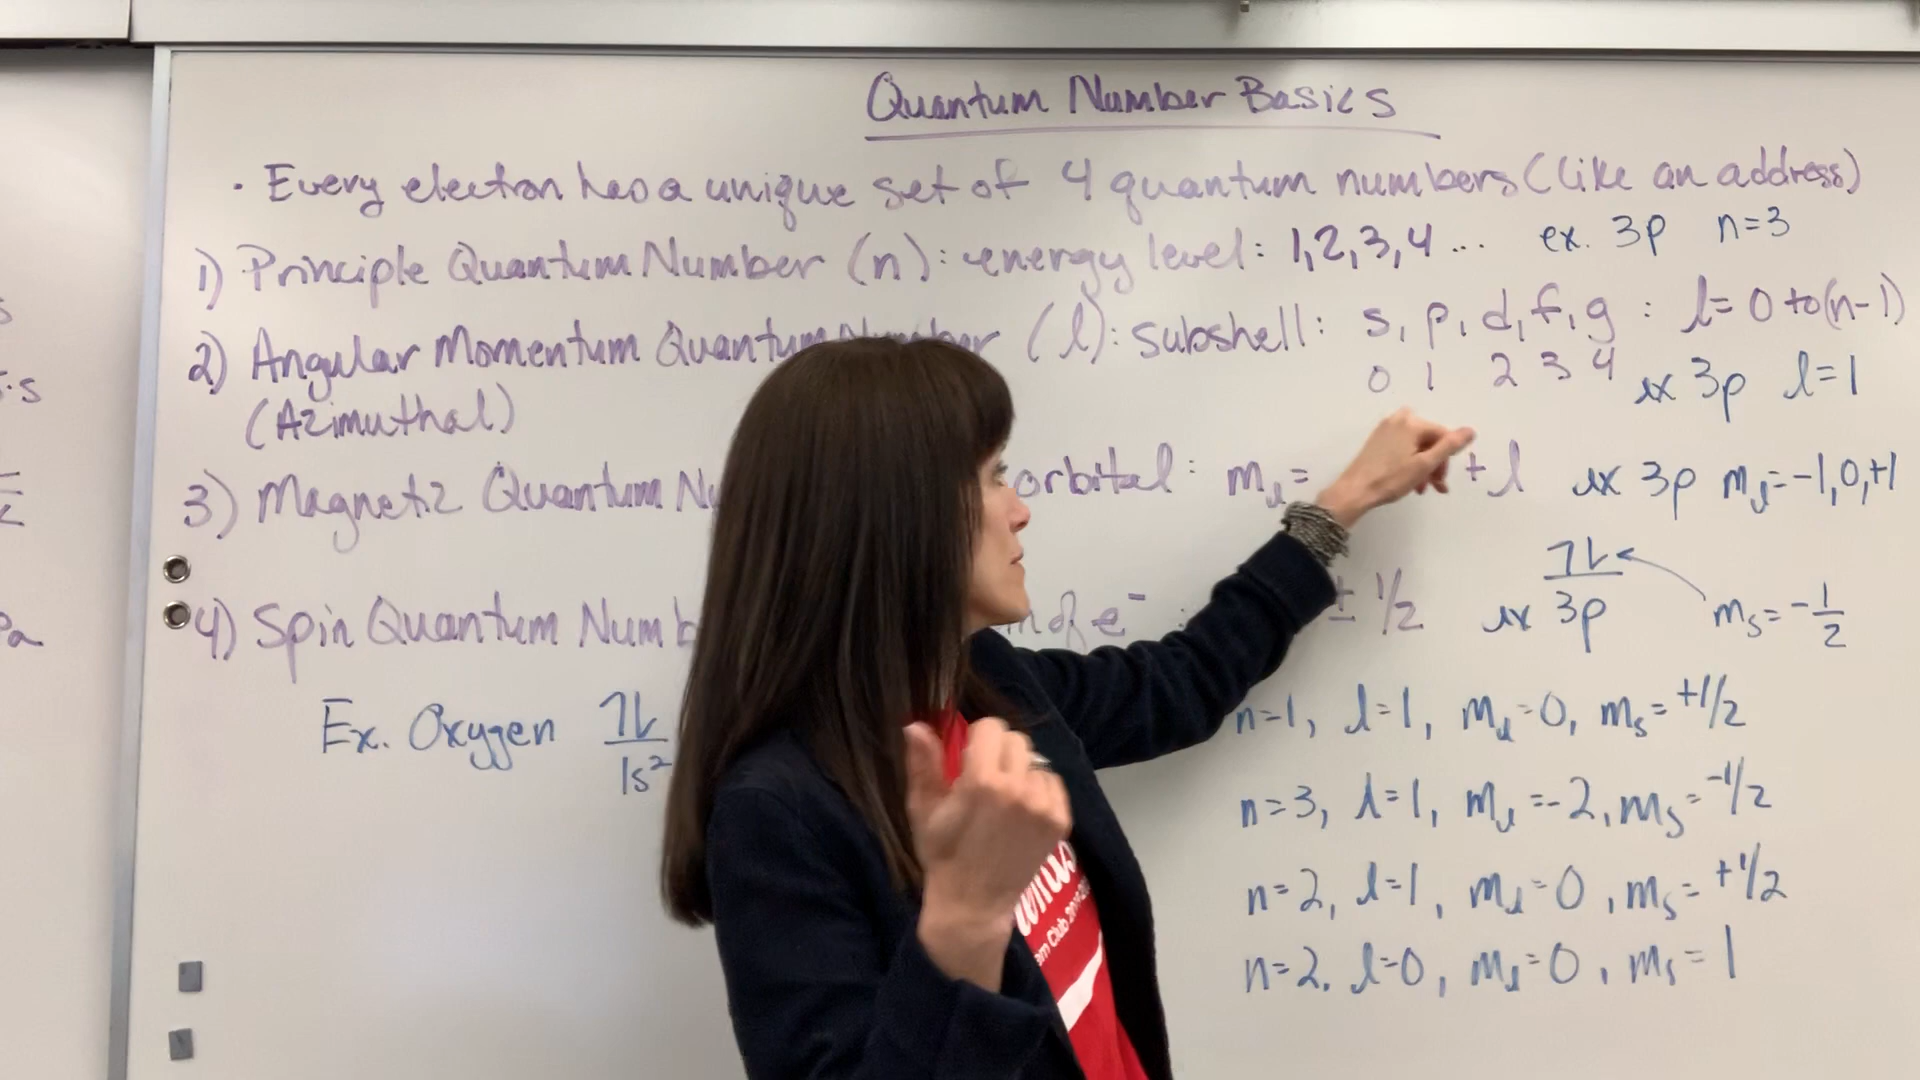 Quantum Number Basics
• Every electron has a unique set of 4 quantum numbers (like an address)
1) Principle Quantum Number (n): energy level: 1,2,3,4... ex. 3p n=3
2) Angular Momentum Quantum Number (l): subshell: s, p, d, f, g : l= 0 to (n-1)
0 1 2 3 4 ex 3p l=1
(Azimuthal)
3) Magnetic Quantum orbital: ml= +l ex 3p ml=-1,0,+1
4) Spin Quantum Numb of e⁻ : ± 1/2 ex 3p ms=-1/2
Ex. Oxygen 1s²
n=1, l=1, ml=0, ms=+1/2
n=3, l=1, ml=-2, ms=-1/2
n=2, l=1, ml=0, ms=+1/2
n=2, l=0, ml=0, ms=1